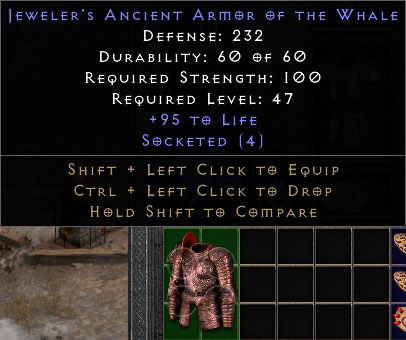 Jeweler's Ancient Armor of the Whale
Defense: 232
Durability: 60 of 60
Required Strength: 100
Required Level: 47
+95 to Life
Socketed (4)
Shift + Left Click to Equip
Ctrl + Left Click to Drop
Hold Shift to Compare